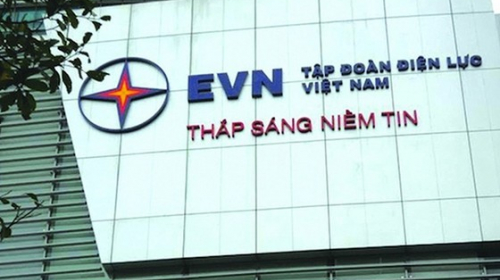 EVN
TẬP ĐOÀN ĐIỆN LỰC
VIỆT NAM
THẮP SÁNG NIỀM TIN